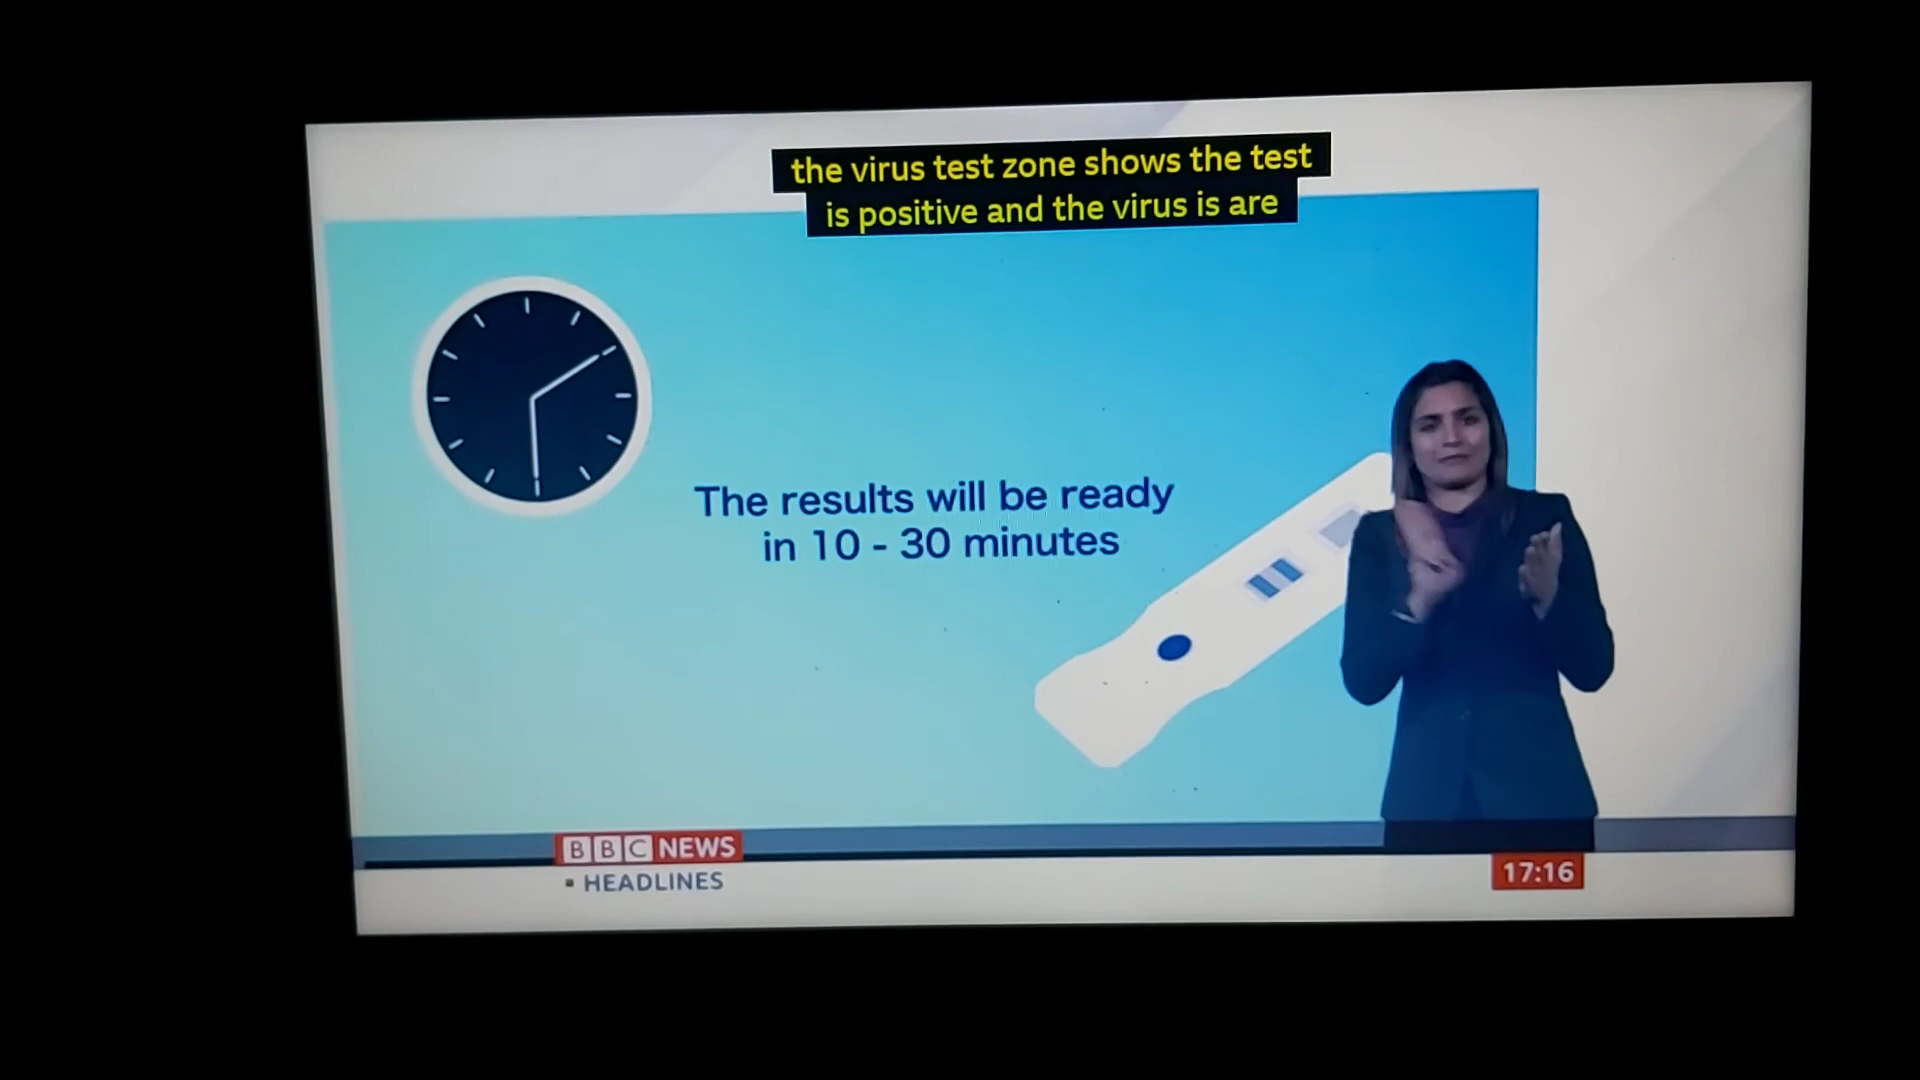 the virus test zone shows the test
is positive and the virus is are
The results will be ready
in 10 - 30 minutes
BBC NEWS
▪ HEADLINES
17:16